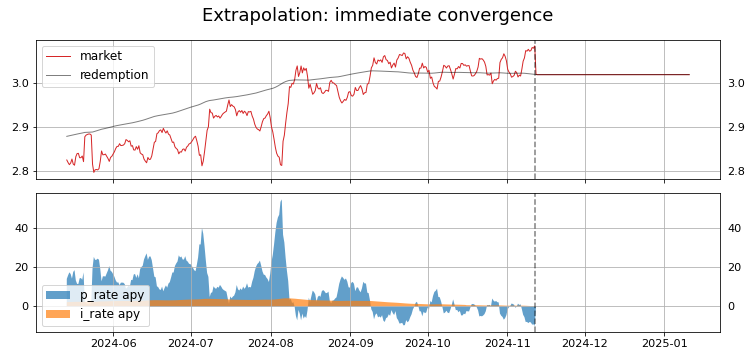 Extrapolation: immediate convergence
market
redemption
3.0 3.0
2.9 2.9
2.8 2.8
40 40
20 20
0 0
p_rate apy
i_rate apy
2024-06 2024-07 2024-08 2024-09 2024-10 2024-11 2024-12 2025-01